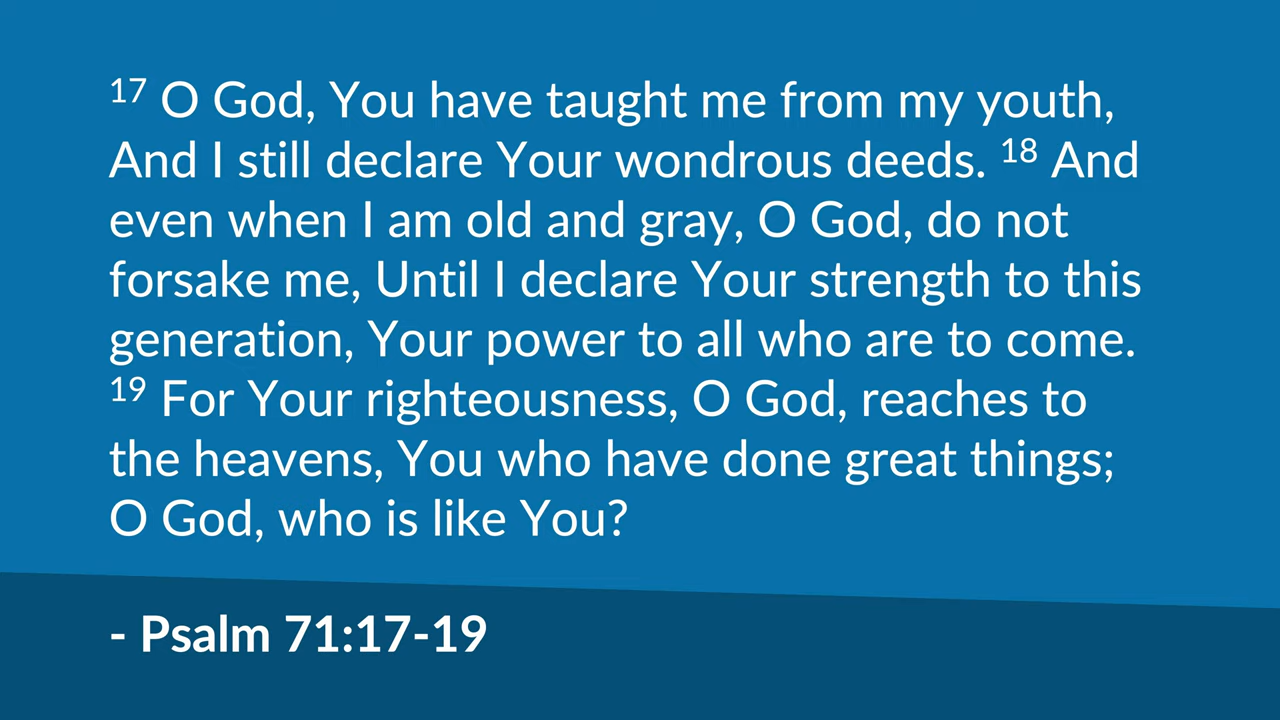 17 O God, You have taught me from my youth,
And I still declare Your wondrous deeds. 18 And
even when I am old and gray, O God, do not
forsake me, Until I declare Your strength to this
generation, Your power to all who are to come.
19 For Your righteousness, O God, reaches to
the heavens, You who have done great things;
O God, who is like You?
- Psalm 71:17-19